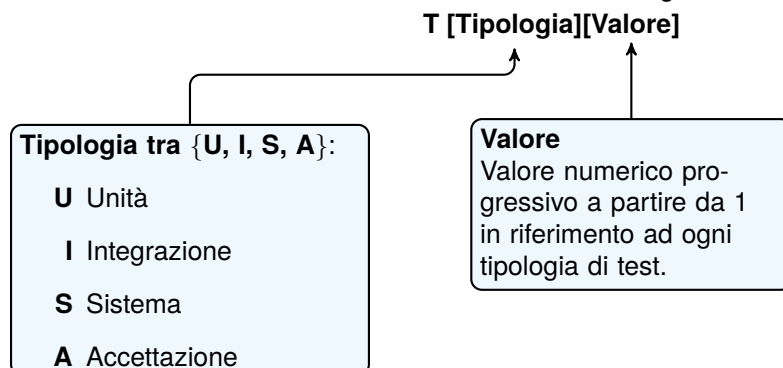 T [Tipologia][Valore]
Tipologia tra {U, I, S, A}:
U Unità
I Integrazione
S Sistema
A Accettazione
Valore
Valore numerico pro-
gressivo a partire da 1
in riferimento ad ogni
tipologia di test.